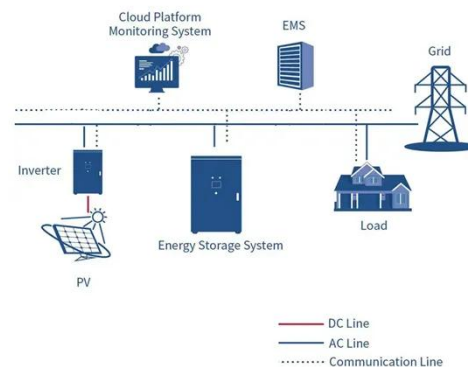 Cloud Platform
Monitoring System
EMS
Grid
Inverter
Energy Storage System
Load
PV
DC Line
AC Line
Communication Line